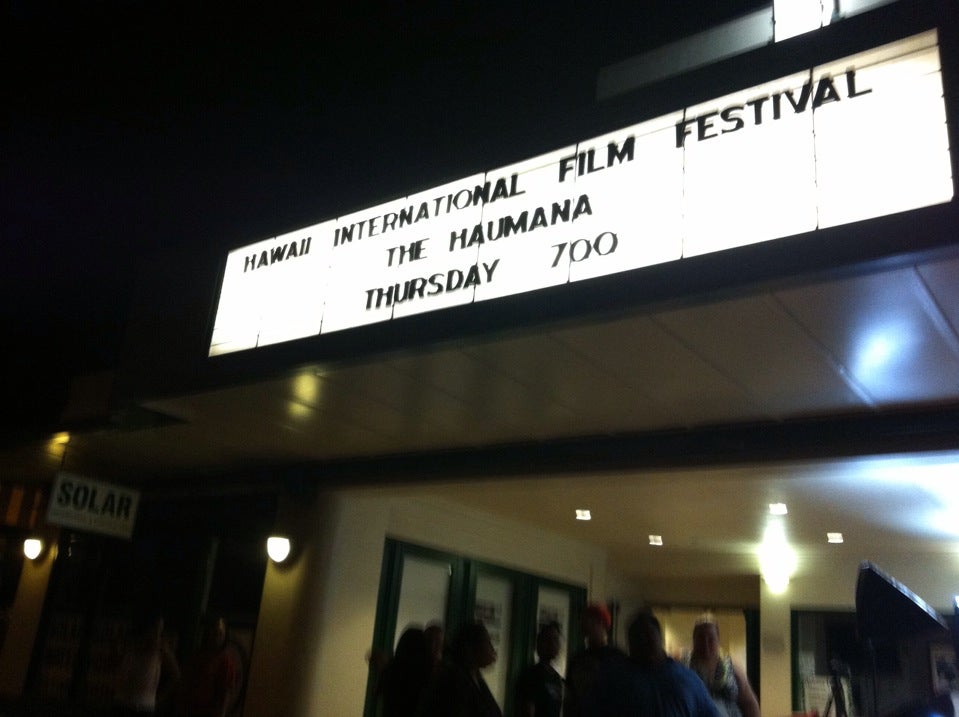 HAWAII INTERNATIONAL FILM FESTIVAL
THE HAUMANA
THURSDAY 700
SOLAR